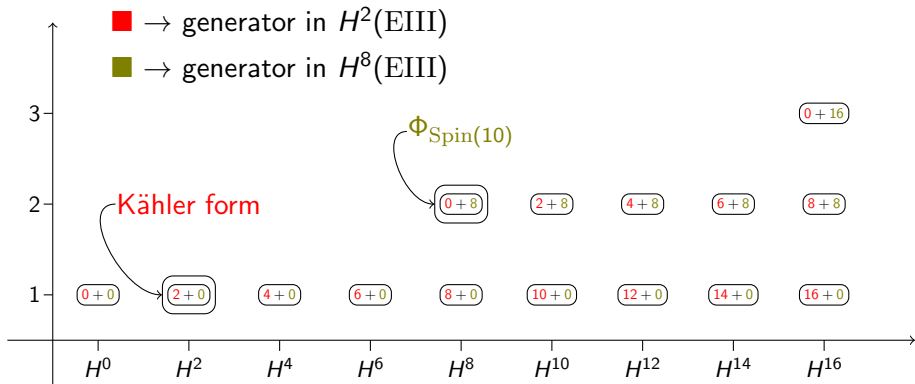 → generator in H²(EIII)
→ generator in H⁸(EIII)
3
0 + 16
Φ_Spin(10)
2
Kähler form
0 + 8
2 + 8
4 + 8
6 + 8
8 + 8
1
0 + 0
2 + 0
4 + 0
6 + 0
8 + 0
10 + 0
12 + 0
14 + 0
16 + 0
H⁰ H² H⁴ H⁶ H⁸ H¹⁰ H¹² H¹⁴ H¹⁶